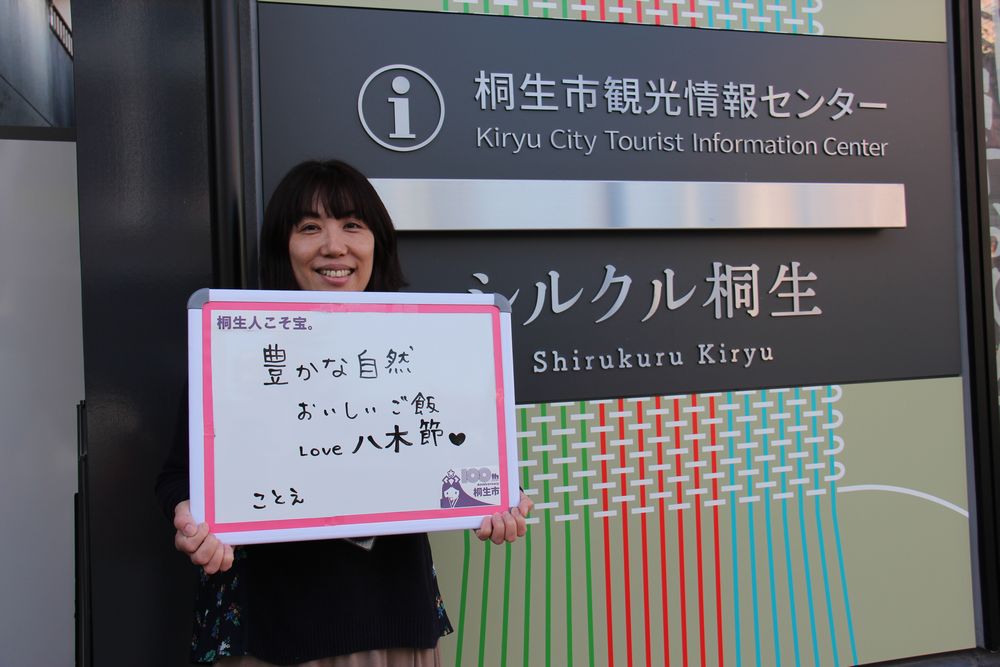 桐生市観光情報センター
Kiryu City Tourist Information Center
シルクル桐生
Shirukuru Kiryu
桐生人こそ宝。
豊かな自然
おいしいご飯
Love 八木節♥
ことえ
100th
Anniversary
桐生市